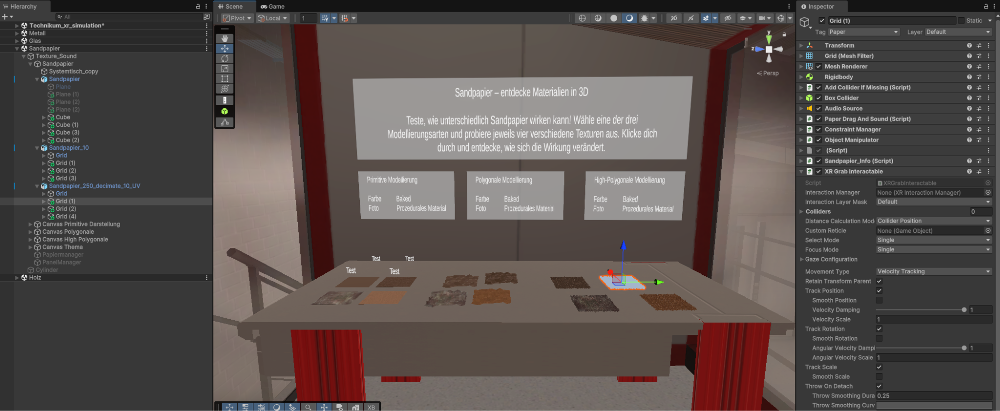 Hierarchy
All
Technikum_xr_simulation*
Metall
Glas
Sandpapier
Texture_Sound
Sandpapier
Systemtisch_copy
Sandpapier
Plane
Plane (1)
Plane (2)
Plane (2)
Cube
Cube (1)
Cube (3)
Cube (2)
Sandpapier_10
Grid
Grid (1)
Grid (2)
Grid (3)
Sandpapier_250_decimate_10_UV
Grid
Grid (1)
Grid (2)
Grid (4)
Canvas Primitive Darstellung
Canvas Polygonale
Canvas High Polygonale
Canvas Thema
Papiermanager
PanelManager
Cylinder
Holz
Scene Game
Pivot Local 1 2D
y
z
Persp
Sandpapier – entdecke Materialien in 3D
Teste, wie unterschiedlich Sandpapier wirken kann! Wähle eine der drei
Modellierungsarten und probiere jeweils vier verschiedene Texturen aus. Klicke dich
durch und entdecke, wie sich die Wirkung verändert.
Primitive Modellierung
Farbe Baked
Foto Prozedurales Material
Polygonale Modellierung
Farbe Baked
Foto Prozedurales Material
High-Polygonale Modellierung
Farbe Baked
Foto Prozedurales Material
Test Test
Test Test
XB
Inspector
Grid (1) Static
Tag Paper Layer Default
Transform
Grid (Mesh Filter)
Mesh Renderer
Rigidbody
Add Collider If Missing (Script)
Box Collider
Audio Source
Paper Drag And Sound (Script)
Constraint Manager
Object Manipulator
(Script)
Sandpapier_Info (Script)
XR Grab Interactable
Script XRGrabInteractable
Interaction Manager None (XR Interaction Manager)
Interaction Layer Mask Default
Colliders 0
Distance Calculation Mod Collider Position
Custom Reticle None (Game Object)
Select Mode Single
Focus Mode Single
Gaze Configuration
Movement Type Velocity Tracking
Retain Transform Parent
Track Position
Smooth Position
Velocity Damping 1
Velocity Scale 1
Track Rotation
Smooth Rotation
Angular Velocity Dampi 1
Angular Velocity Scale 1
Track Scale
Smooth Scale
Throw On Detach
Throw Smoothing Dura 0.25
Throw Smoothing Curv